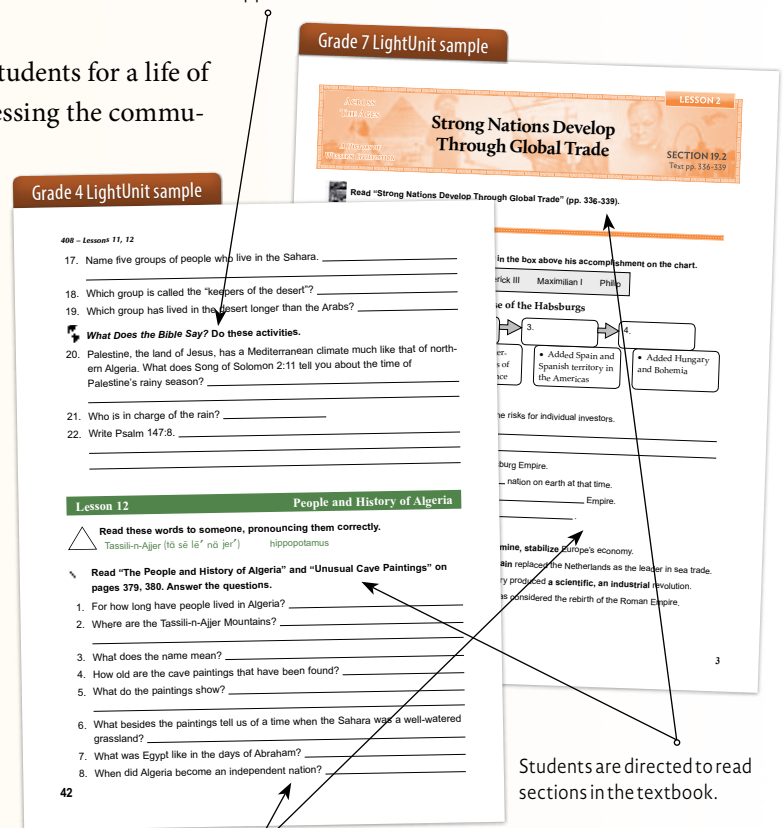 tudents for a life of
essing the commu-
Grade 7 LightUnit sample
ACROSS
THE AGES
LESSON 2
Strong Nations Develop
Through Global Trade
SECTION 19.2
Text pp. 336-339
Read “Strong Nations Develop Through Global Trade” (pp. 336-339).
in the box above his accomplishment on the chart.
rick III Maximilian I Philip
se of the Habsburgs
3. 4.
er-
s of
nce
• Added Spain and
Spanish territory in
the Americas
• Added Hungary
and Bohemia
ne risks for individual investors.
burg Empire.
nation on earth at that time.
Empire.
mine, stabilize Europe’s economy.
ain replaced the Netherlands as the leader in sea trade.
ry produced a scientific, an industrial revolution.
as considered the rebirth of the Roman Empire.
3
Grade 4 LightUnit sample
408 – Lessons 11, 12
17. Name five groups of people who live in the Sahara.
18. Which group is called the “keepers of the desert”?
19. Which group has lived in the desert longer than the Arabs?
What Does the Bible Say? Do these activities.
20. Palestine, the land of Jesus, has a Mediterranean climate much like that of north-
ern Algeria. What does Song of Solomon 2:11 tell you about the time of
Palestine’s rainy season?
21. Who is in charge of the rain?
22. Write Psalm 147:8.
Lesson 12 People and History of Algeria
Read these words to someone, pronouncing them correctly.
Tassili-n-Ajjer (tä sē lē′ nä jer′) hippopotamus
Read “The People and History of Algeria” and “Unusual Cave Paintings” on
pages 379, 380. Answer the questions.
1. For how long have people lived in Algeria?
2. Where are the Tassili-n-Ajjer Mountains?
3. What does the name mean?
4. How old are the cave paintings that have been found?
5. What do the paintings show?
6. What besides the paintings tell us of a time when the Sahara was a well-watered
grassland?
7. What was Egypt like in the days of Abraham?
8. When did Algeria become an independent nation?
42
Students are directed to read
sections in the textbook.